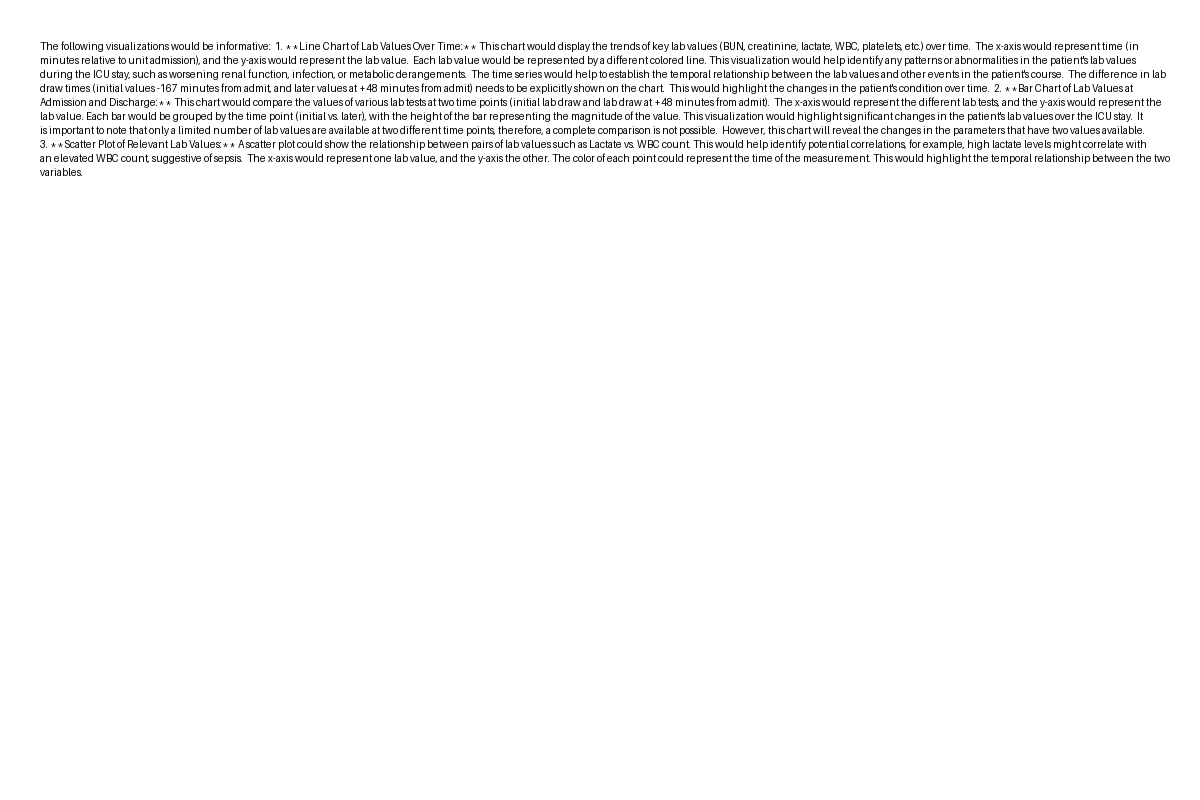 The following visualizations would be informative:  1. **Line Chart of Lab Values Over Time:** This chart would display the trends of key lab values (BUN, creatinine, lactate, WBC, platelets, etc.) over time.  The x-axis would represent time (in
minutes relative to unit admission), and the y-axis would represent the lab value.  Each lab value would be represented by a different colored line. This visualization would help identify any patterns or abnormalities in the patient's lab values
during the ICU stay, such as worsening renal function, infection, or metabolic derangements.  The time series would help to establish the temporal relationship between the lab values and other events in the patient's course.  The difference in lab
draw times (initial values -167 minutes from admit, and later values at +48 minutes from admit) needs to be explicitly shown on the chart.  This would highlight the changes in the patient's condition over time.  2. **Bar Chart of Lab Values at
Admission and Discharge:** This chart would compare the values of various lab tests at two time points (initial lab draw and lab draw at +48 minutes from admit).  The x-axis would represent the different lab tests, and the y-axis would represent the
lab value. Each bar would be grouped by the time point (initial vs. later), with the height of the bar representing the magnitude of the value.  This visualization would highlight significant changes in the patient's lab values over the ICU stay.  It
is important to note that only a limited number of lab values are available at two different time points, therefore, a complete comparison is not possible.  However, this chart will reveal the changes in the parameters that have two values available.
3. **Scatter Plot of Relevant Lab Values:** A scatter plot could show the relationship between pairs of lab values such as Lactate vs. WBC count. This would help identify potential correlations, for example, high lactate levels might correlate with
an elevated WBC count, suggestive of sepsis.  The x-axis would represent one lab value, and the y-axis the other. The color of each point could represent the time of the measurement. This would highlight the temporal relationship between the two
variables.